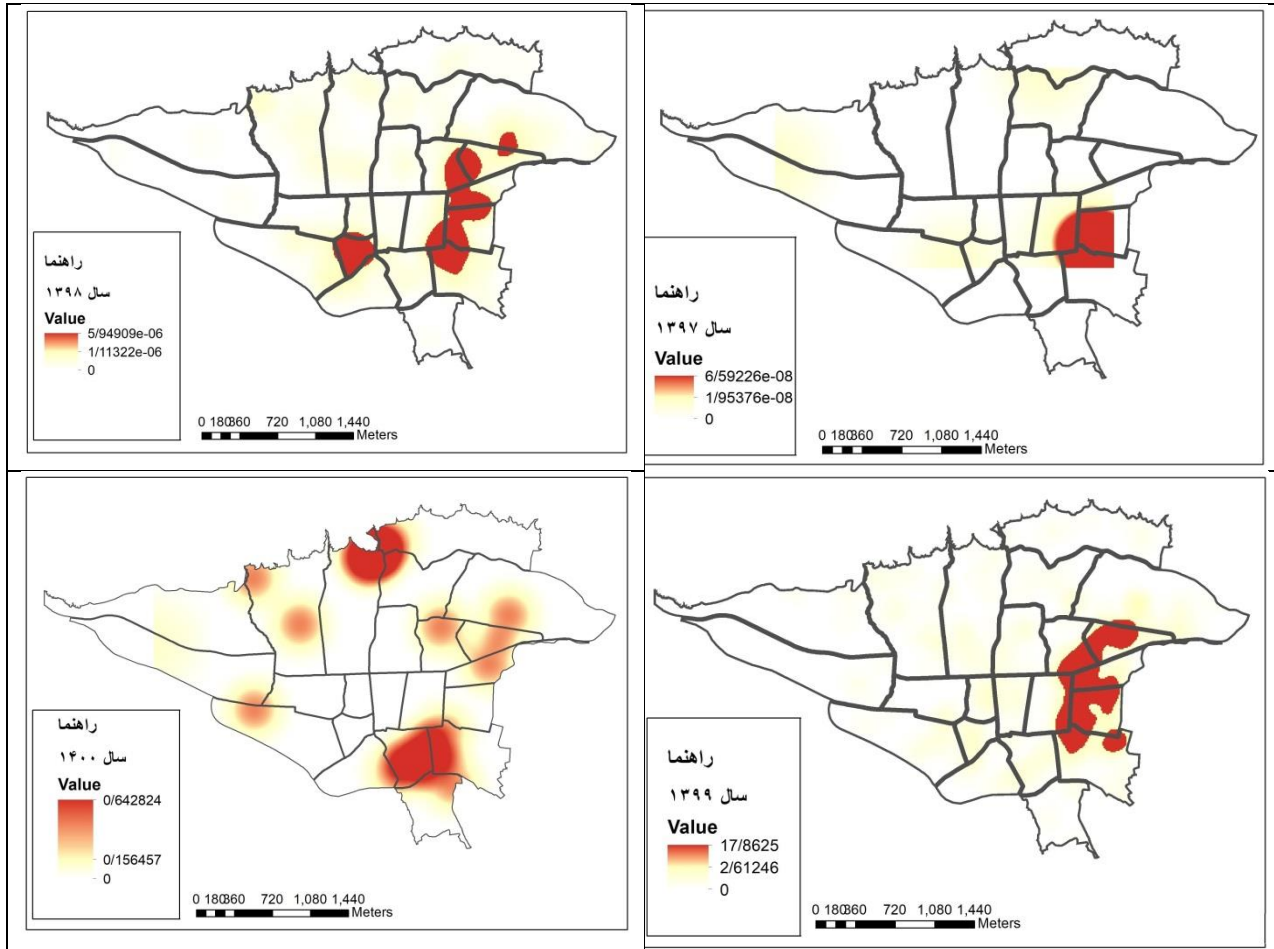 راهنما
سال ۱۳۹۸
Value
5/94909e-06
1/11322e-06
0
0 180360 720 1,080 1,440
Meters
راهنما
سال ۱۳۹۷
Value
6/59226e-08
1/95376e-08
0
0 180360 720 1,080 1,440
Meters
راهنما
سال ۱۴۰۰
Value
0/642824
0/156457
0
0 180360 720 1,080 1,440
Meters
راهنما
سال ۱۳۹۹
Value
17/8625
2/61246
0
0 180360 720 1,080 1,440
Meters